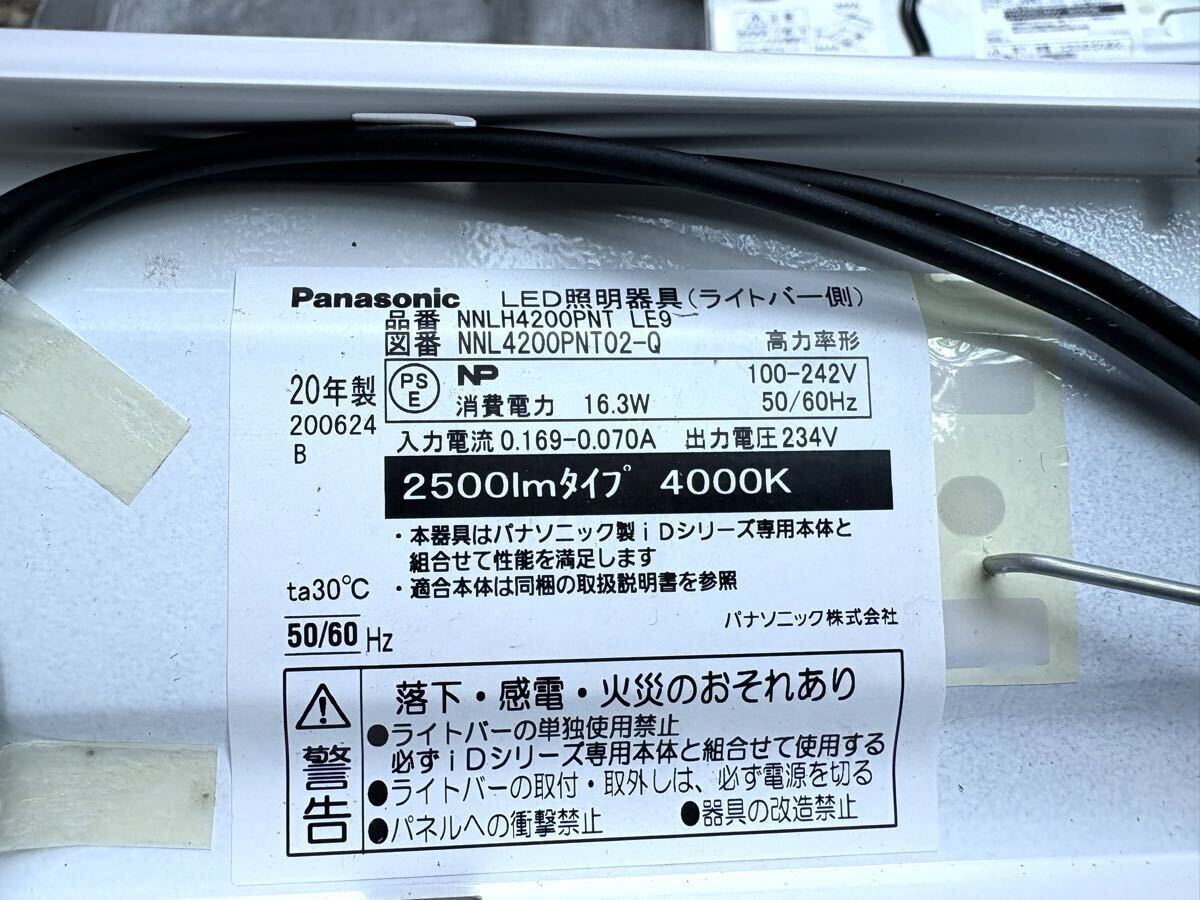 Panasonic LED照明器具(ライトバー側)
品番 NNLH4200PNT LE9
図番 NNL4200PNT02-Q 高力率形
20年製
200624
B
PS
E
NP 100-242V
消費電力 16.3W 50/60Hz
入力電流0.169-0.070A 出力電圧234V
2500lmタイプ 4000K
・本器具はパナソニック製iDシリーズ専用本体と
組合せて性能を満足します
・適合本体は同梱の取扱説明書を参照
ta30℃
50/60 Hz
パナソニック株式会社
警告
落下・感電・火災のおそれあり
●ライトバーの単独使用禁止
必ずiDシリーズ専用本体と組合せて使用する
●ライトバーの取付・取外しは、必ず電源を切る
●パネルへの衝撃禁止 ●器具の改造禁止